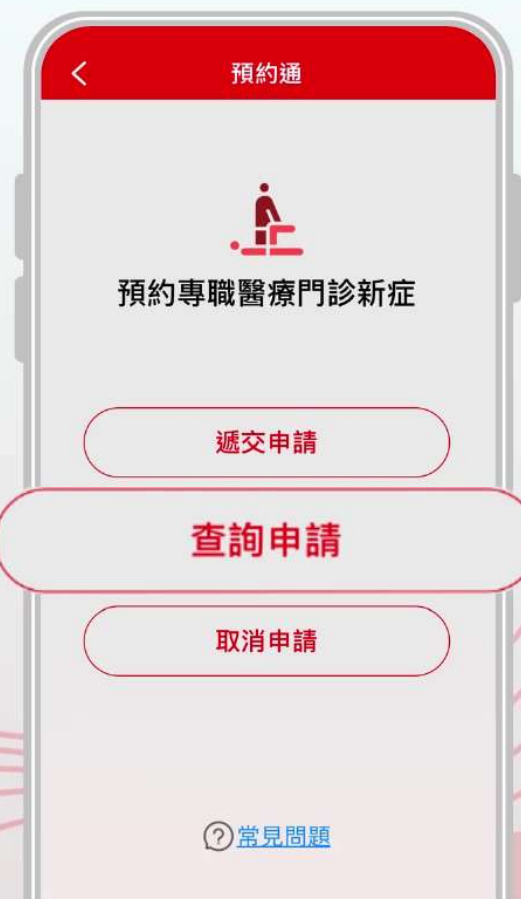 預約通
預約專職醫療門診新症
遞交申請
查詢申請
取消申請
常見問題